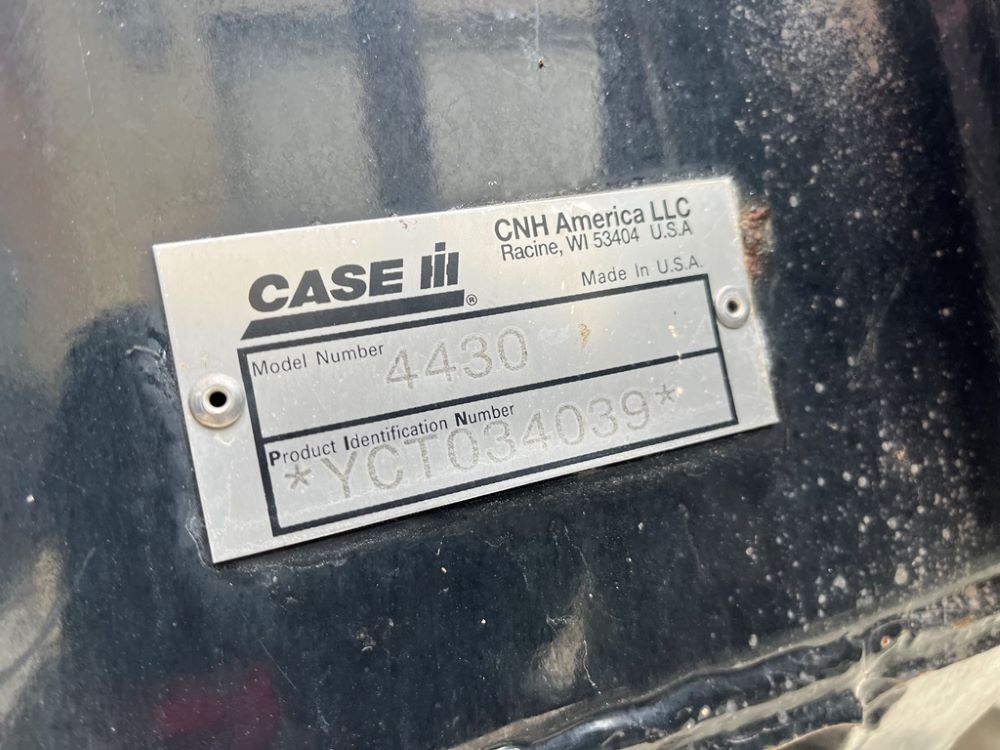 CNH America LLC
Racine, WI 53404 U.S.A
CASE IH®
Made In U.S.A.
Model Number 4430
Product Identification Number
*YCT034039*